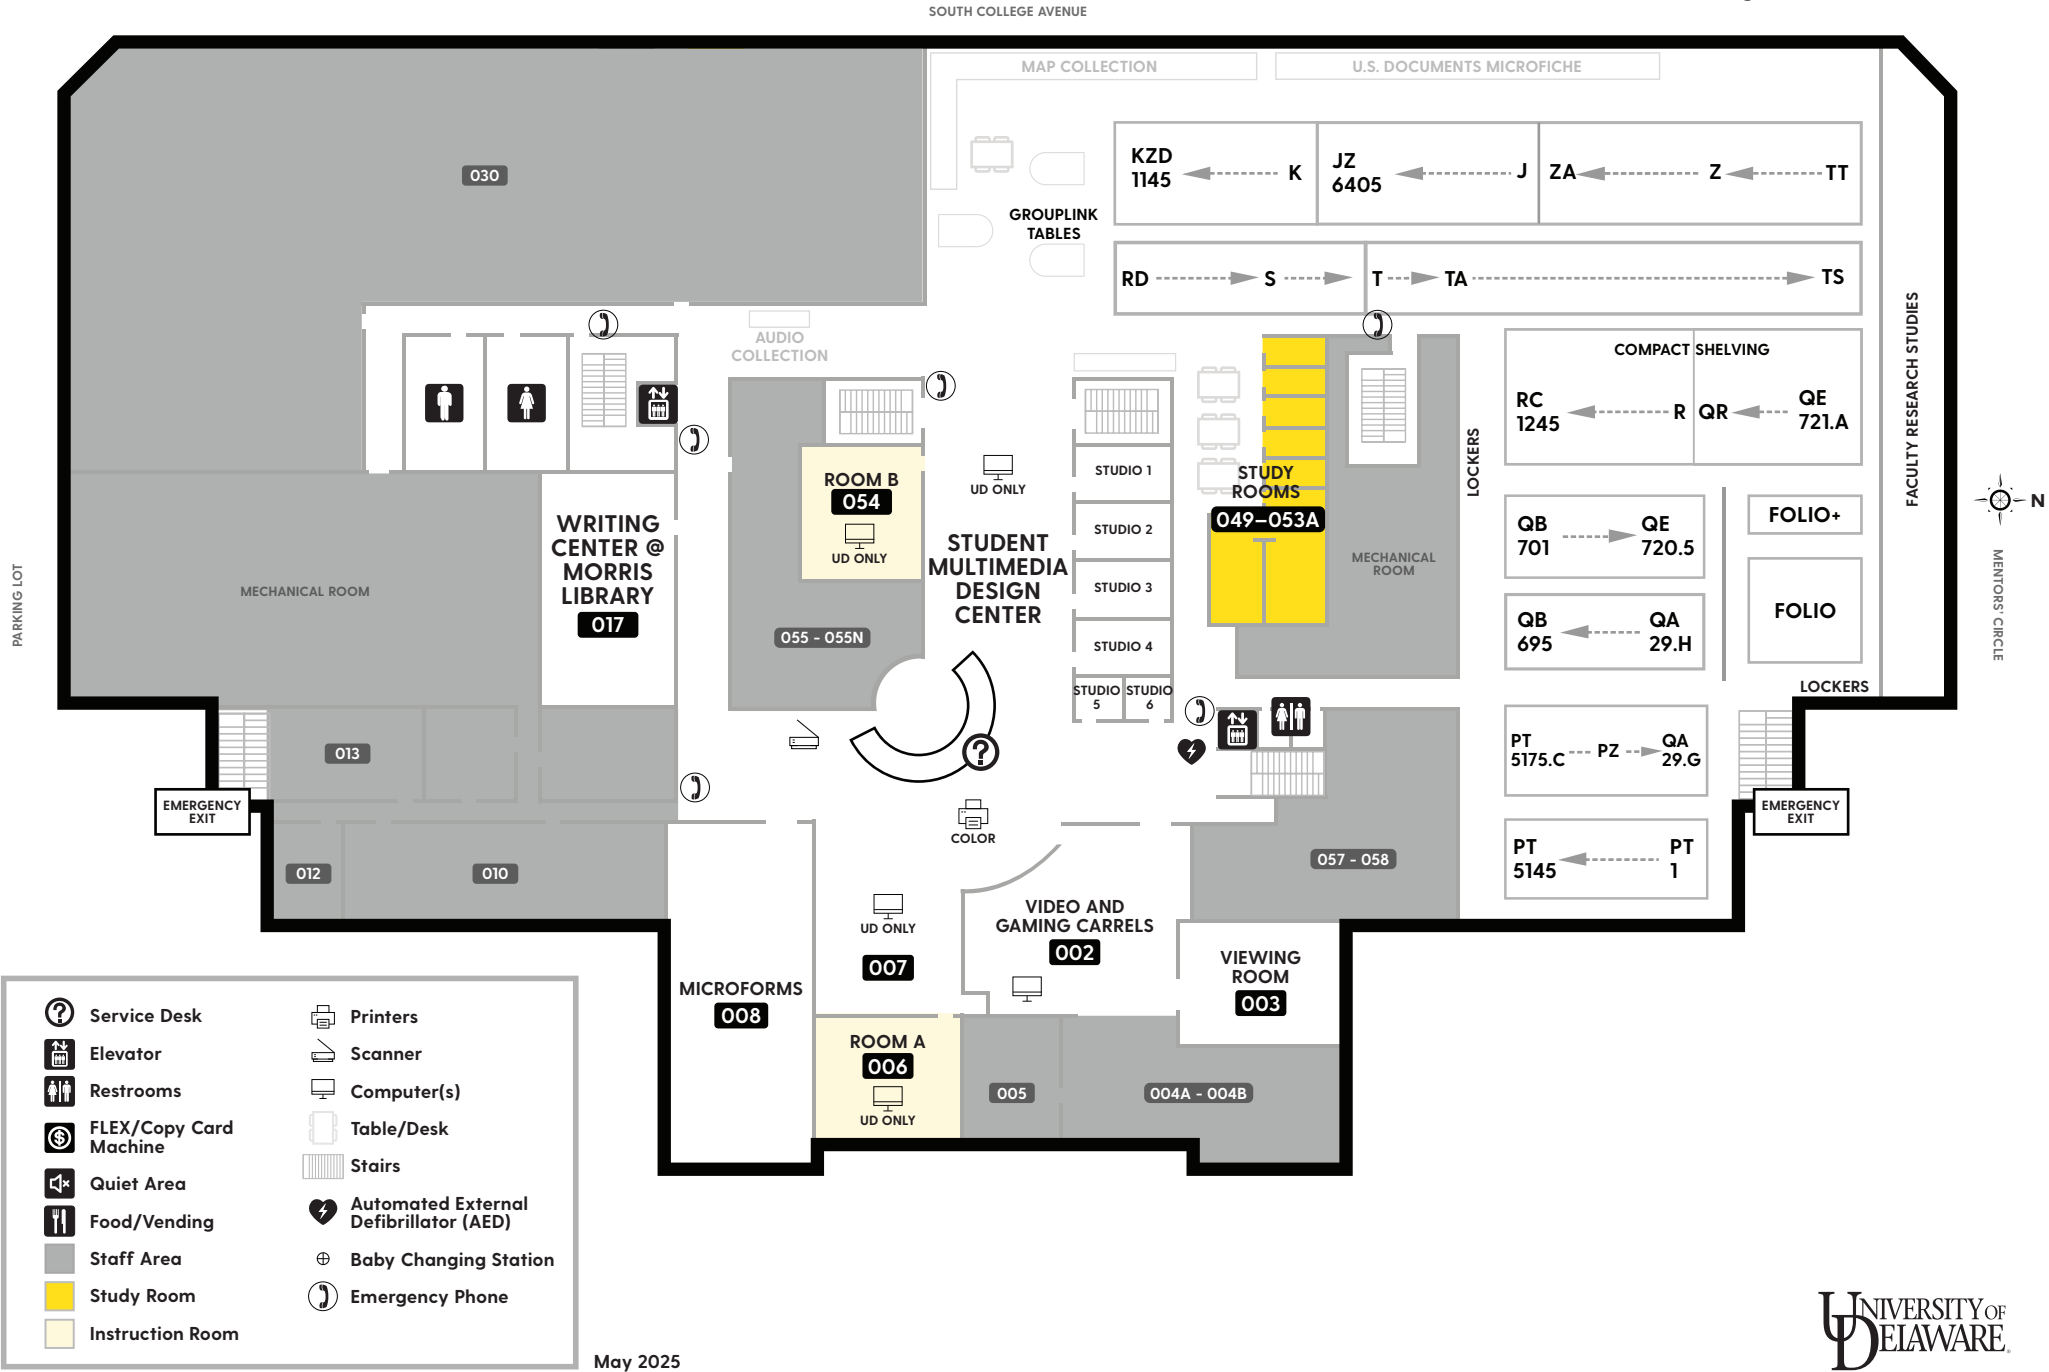 SOUTH COLLEGE AVENUE
MAP COLLECTION
U.S. DOCUMENTS MICROFICHE
030
KZD
1145
K
JZ
6405
J
ZA
Z
TT
GROUPLINK
TABLES
RD
S
T
TA
TS
AUDIO
COLLECTION
COMPACT SHELVING
RC
1245
R
QR
QE
721.A
FACULTY RESEARCH STUDIES
LOCKERS
ROOM B
054
UD ONLY
UD ONLY
STUDIO 1
STUDIO 2
STUDIO 3
STUDIO 4
STUDIO
5
STUDIO
6
STUDY
ROOMS
049–053A
MECHANICAL
ROOM
QB
701
QE
720.5
FOLIO+
N
WRITING
CENTER @
MORRIS
LIBRARY
017
STUDENT
MULTIMEDIA
DESIGN
CENTER
MECHANICAL ROOM
PARKING LOT
MENTORS' CIRCLE
055 - 055N
QB
695
QA
29.H
FOLIO
LOCKERS
013
PT
5175.C
PZ
QA
29.G
EMERGENCY
EXIT
EMERGENCY
EXIT
COLOR
012
010
057 - 058
PT
5145
PT
1
UD ONLY
007
VIDEO AND
GAMING CARRELS
002
VIEWING
ROOM
003
MICROFORMS
008
ROOM A
006
UD ONLY
005
004A - 004B
Service Desk
Elevator
Restrooms
FLEX/Copy Card
Machine
Quiet Area
Food/Vending
Staff Area
Study Room
Instruction Room
Printers
Scanner
Computer(s)
Table/Desk
Stairs
Automated External
Defibrillator (AED)
Baby Changing Station
Emergency Phone
May 2025
UNIVERSITY OF
DELAWARE